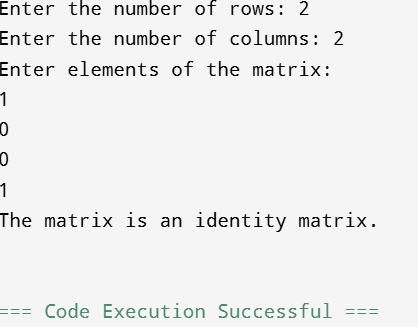 Enter the number of rows: 2
Enter the number of columns: 2
Enter elements of the matrix:
1
0
0
1
The matrix is an identity matrix.
=== Code Execution Successful ===